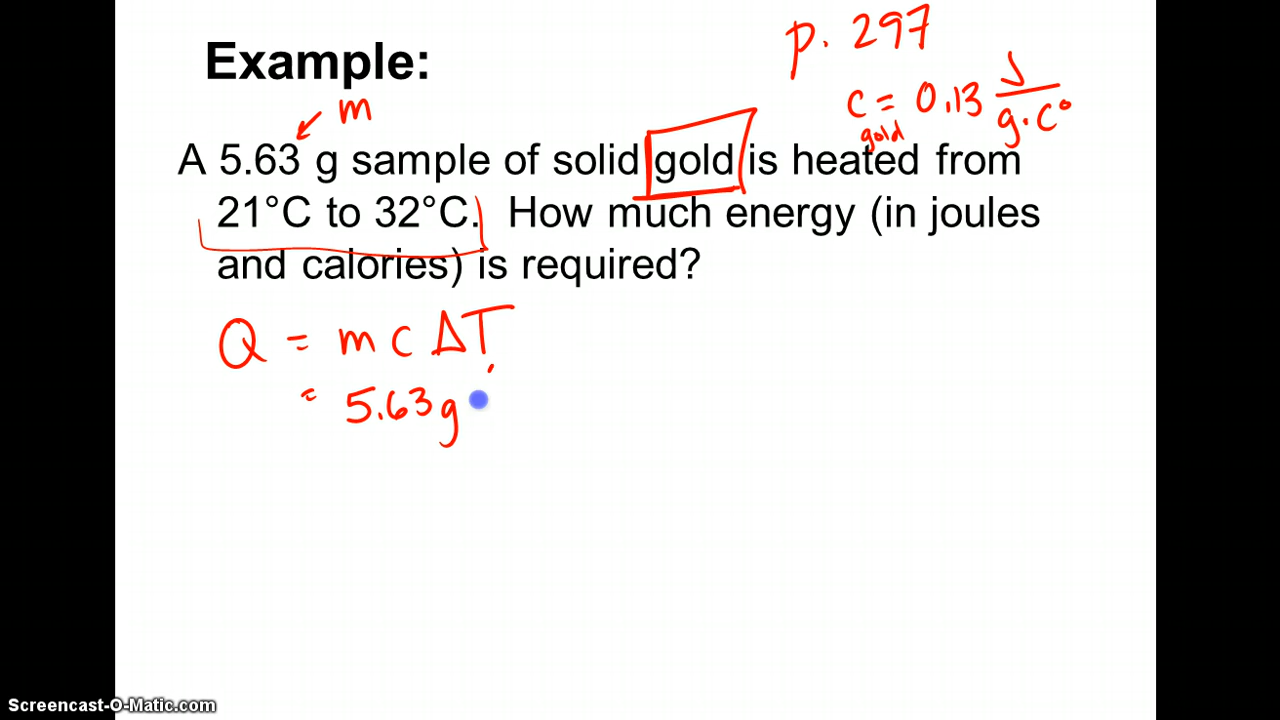 p. 297
Example:
c gold = 0.13 J / g·C°
m
A 5.63 g sample of solid gold is heated from
21°C to 32°C. How much energy (in joules
and calories) is required?
Q = m c ΔT
= 5.63g
Screencast-O-Matic.com